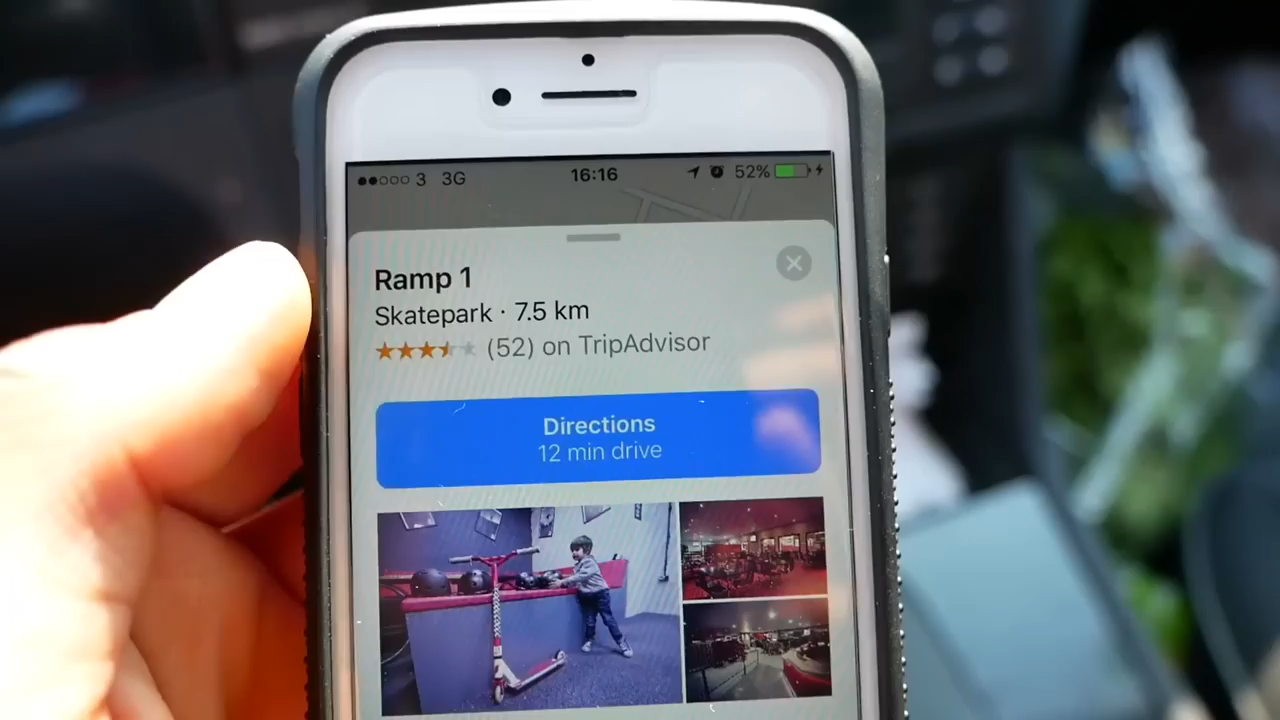 3 3G 16:16 52%
Ramp 1
Skatepark · 7.5 km
(52) on TripAdvisor
Directions
12 min drive